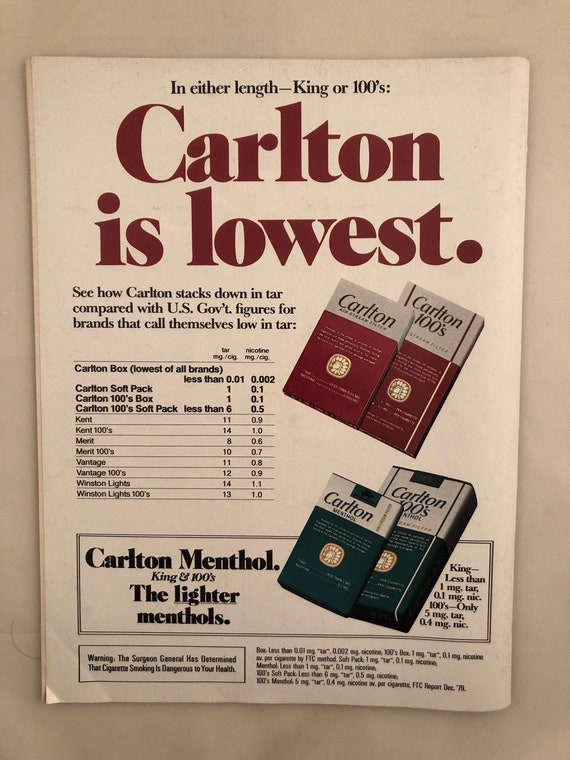 In either length—King or 100's:
Carlton
is lowest.
See how Carlton stacks down in tar
compared with U.S. Gov't. figures for
brands that call themselves low in tar:
tar nicotine
mg./cig. mg./cig.
Carlton Box (lowest of all brands)
less than 0.01 0.002
Carlton Soft Pack 1 0.1
Carlton 100's Box 1 0.1
Carlton 100's Soft Pack less than 6 0.5
Kent 11 0.9
Kent 100's 14 1.0
Merit 8 0.6
Merit 100's 10 0.7
Vantage 11 0.8
Vantage 100's 12 0.9
Winston Lights 14 1.1
Winston Lights 100's 13 1.0
Carlton
AIR STREAM FILTER
Carlton
100's
STREAM FILTER
Carlton
MENTHOL
AIR STREAM FILTER
Carlton
100's
MENTHOL
STREAM FILTER
Carlton Menthol.
King & 100's
The lighter
menthols.
King—
Less than
1 mg. tar,
0.1 mg. nic.
100's—Only
5 mg. tar,
0.4 mg. nic.
Warning: The Surgeon General Has Determined
That Cigarette Smoking Is Dangerous to Your Health.
Box: Less than 0.01 mg. "tar", 0.002 mg. nicotine; 100's Box: 1 mg. "tar", 0.1 mg. nicotine
av. per cigarette by FTC method. Soft Pack: 1 mg. "tar", 0.1 mg. nicotine;
Menthol: Less than 1 mg. "tar", 0.1 mg. nicotine;
100's Soft Pack: Less than 6 mg. "tar", 0.5 mg. nicotine;
100's Menthol: 5 mg. "tar", 0.4 mg. nicotine av. per cigarette, FTC Report Dec. '79.